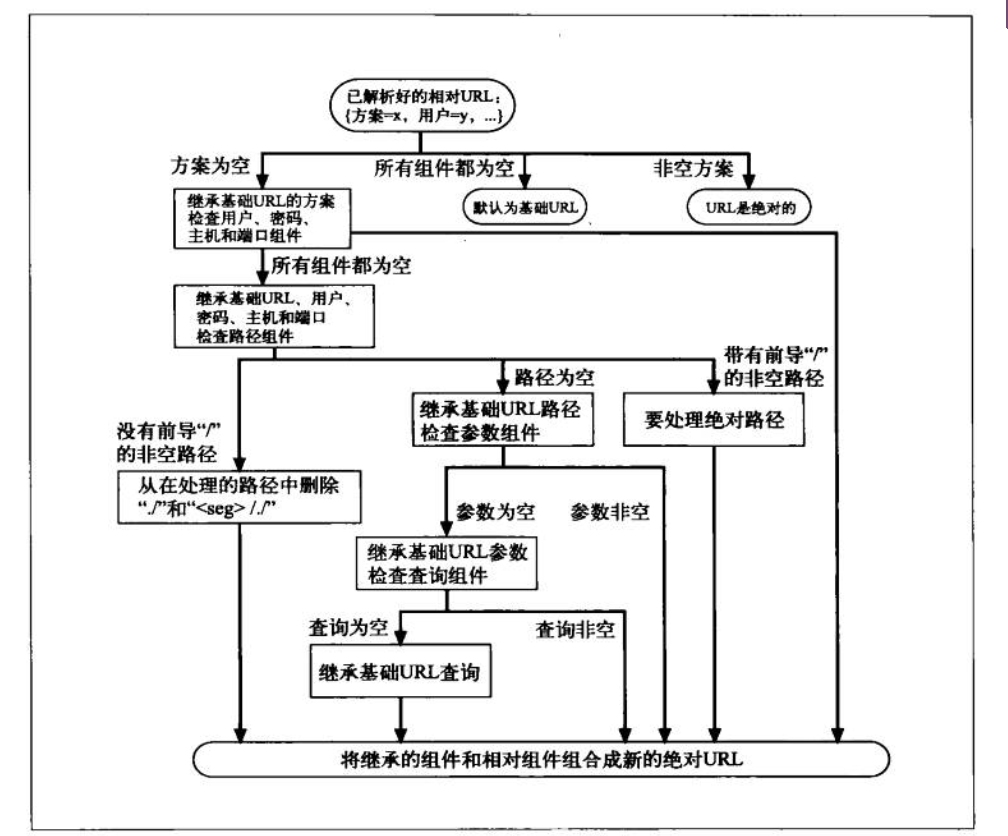 已解析好的相对URL:
{方案=x, 用户=y, ...}
方案为空
所有组件都为空
非空方案
继承基础URL的方案
检查用户、密码、
主机和端口组件
默认为基础URL
URL是绝对的
所有组件都为空
继承基础URL、用户、
密码、主机和端口
检查路径组件
带有前导“/”
的非空路径
路径为空
继承基础URL路径
检查参数组件
要处理绝对路径
没有前导“/”
的非空路径
从在处理的路径中删除
“./”和“<seg> /./”
参数为空
参数非空
继承基础URL参数
检查查询组件
查询为空
查询非空
继承基础URL查询
将继承的组件和相对组件组合成新的绝对URL